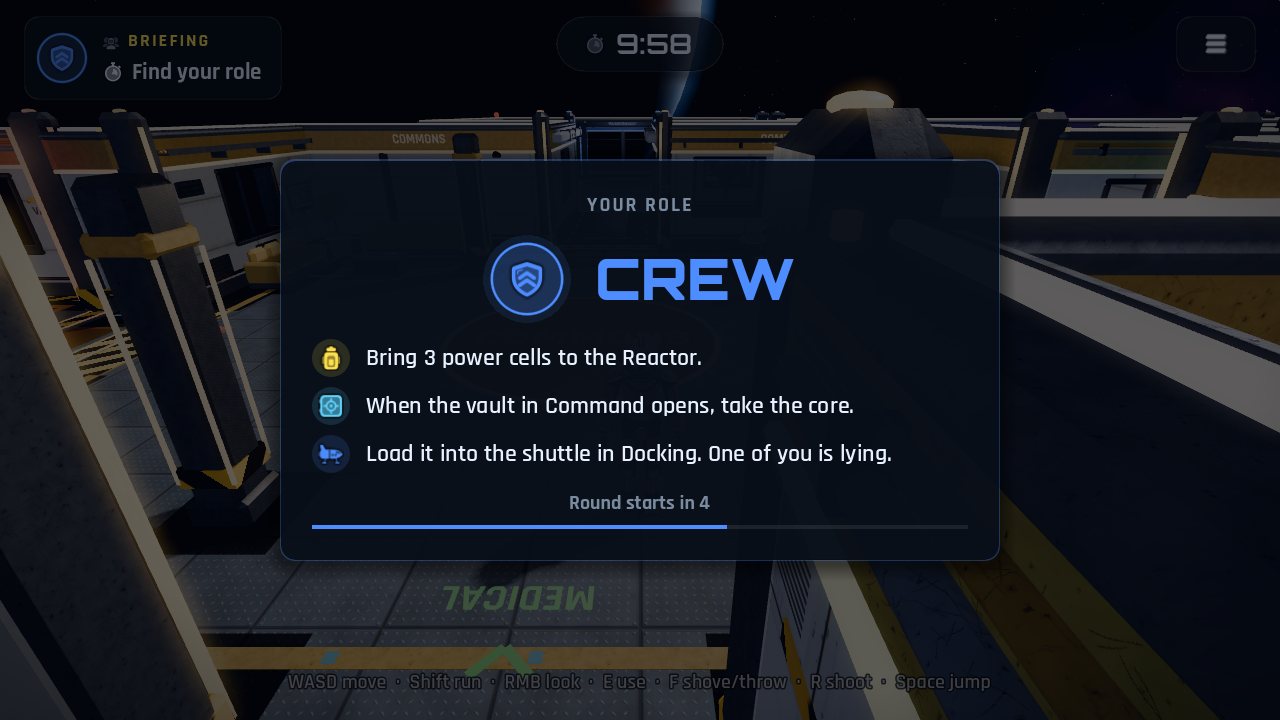 BRIEFING
Find your role
9:58
COMMONS
YOUR ROLE
CREW
Bring 3 power cells to the Reactor.
When the vault in Command opens, take the core.
Load it into the shuttle in Docking. One of you is lying.
Round starts in 4
MEDICAL
WASD move · Shift run · RMB look · E use · F shove/throw · R shoot · Space jump